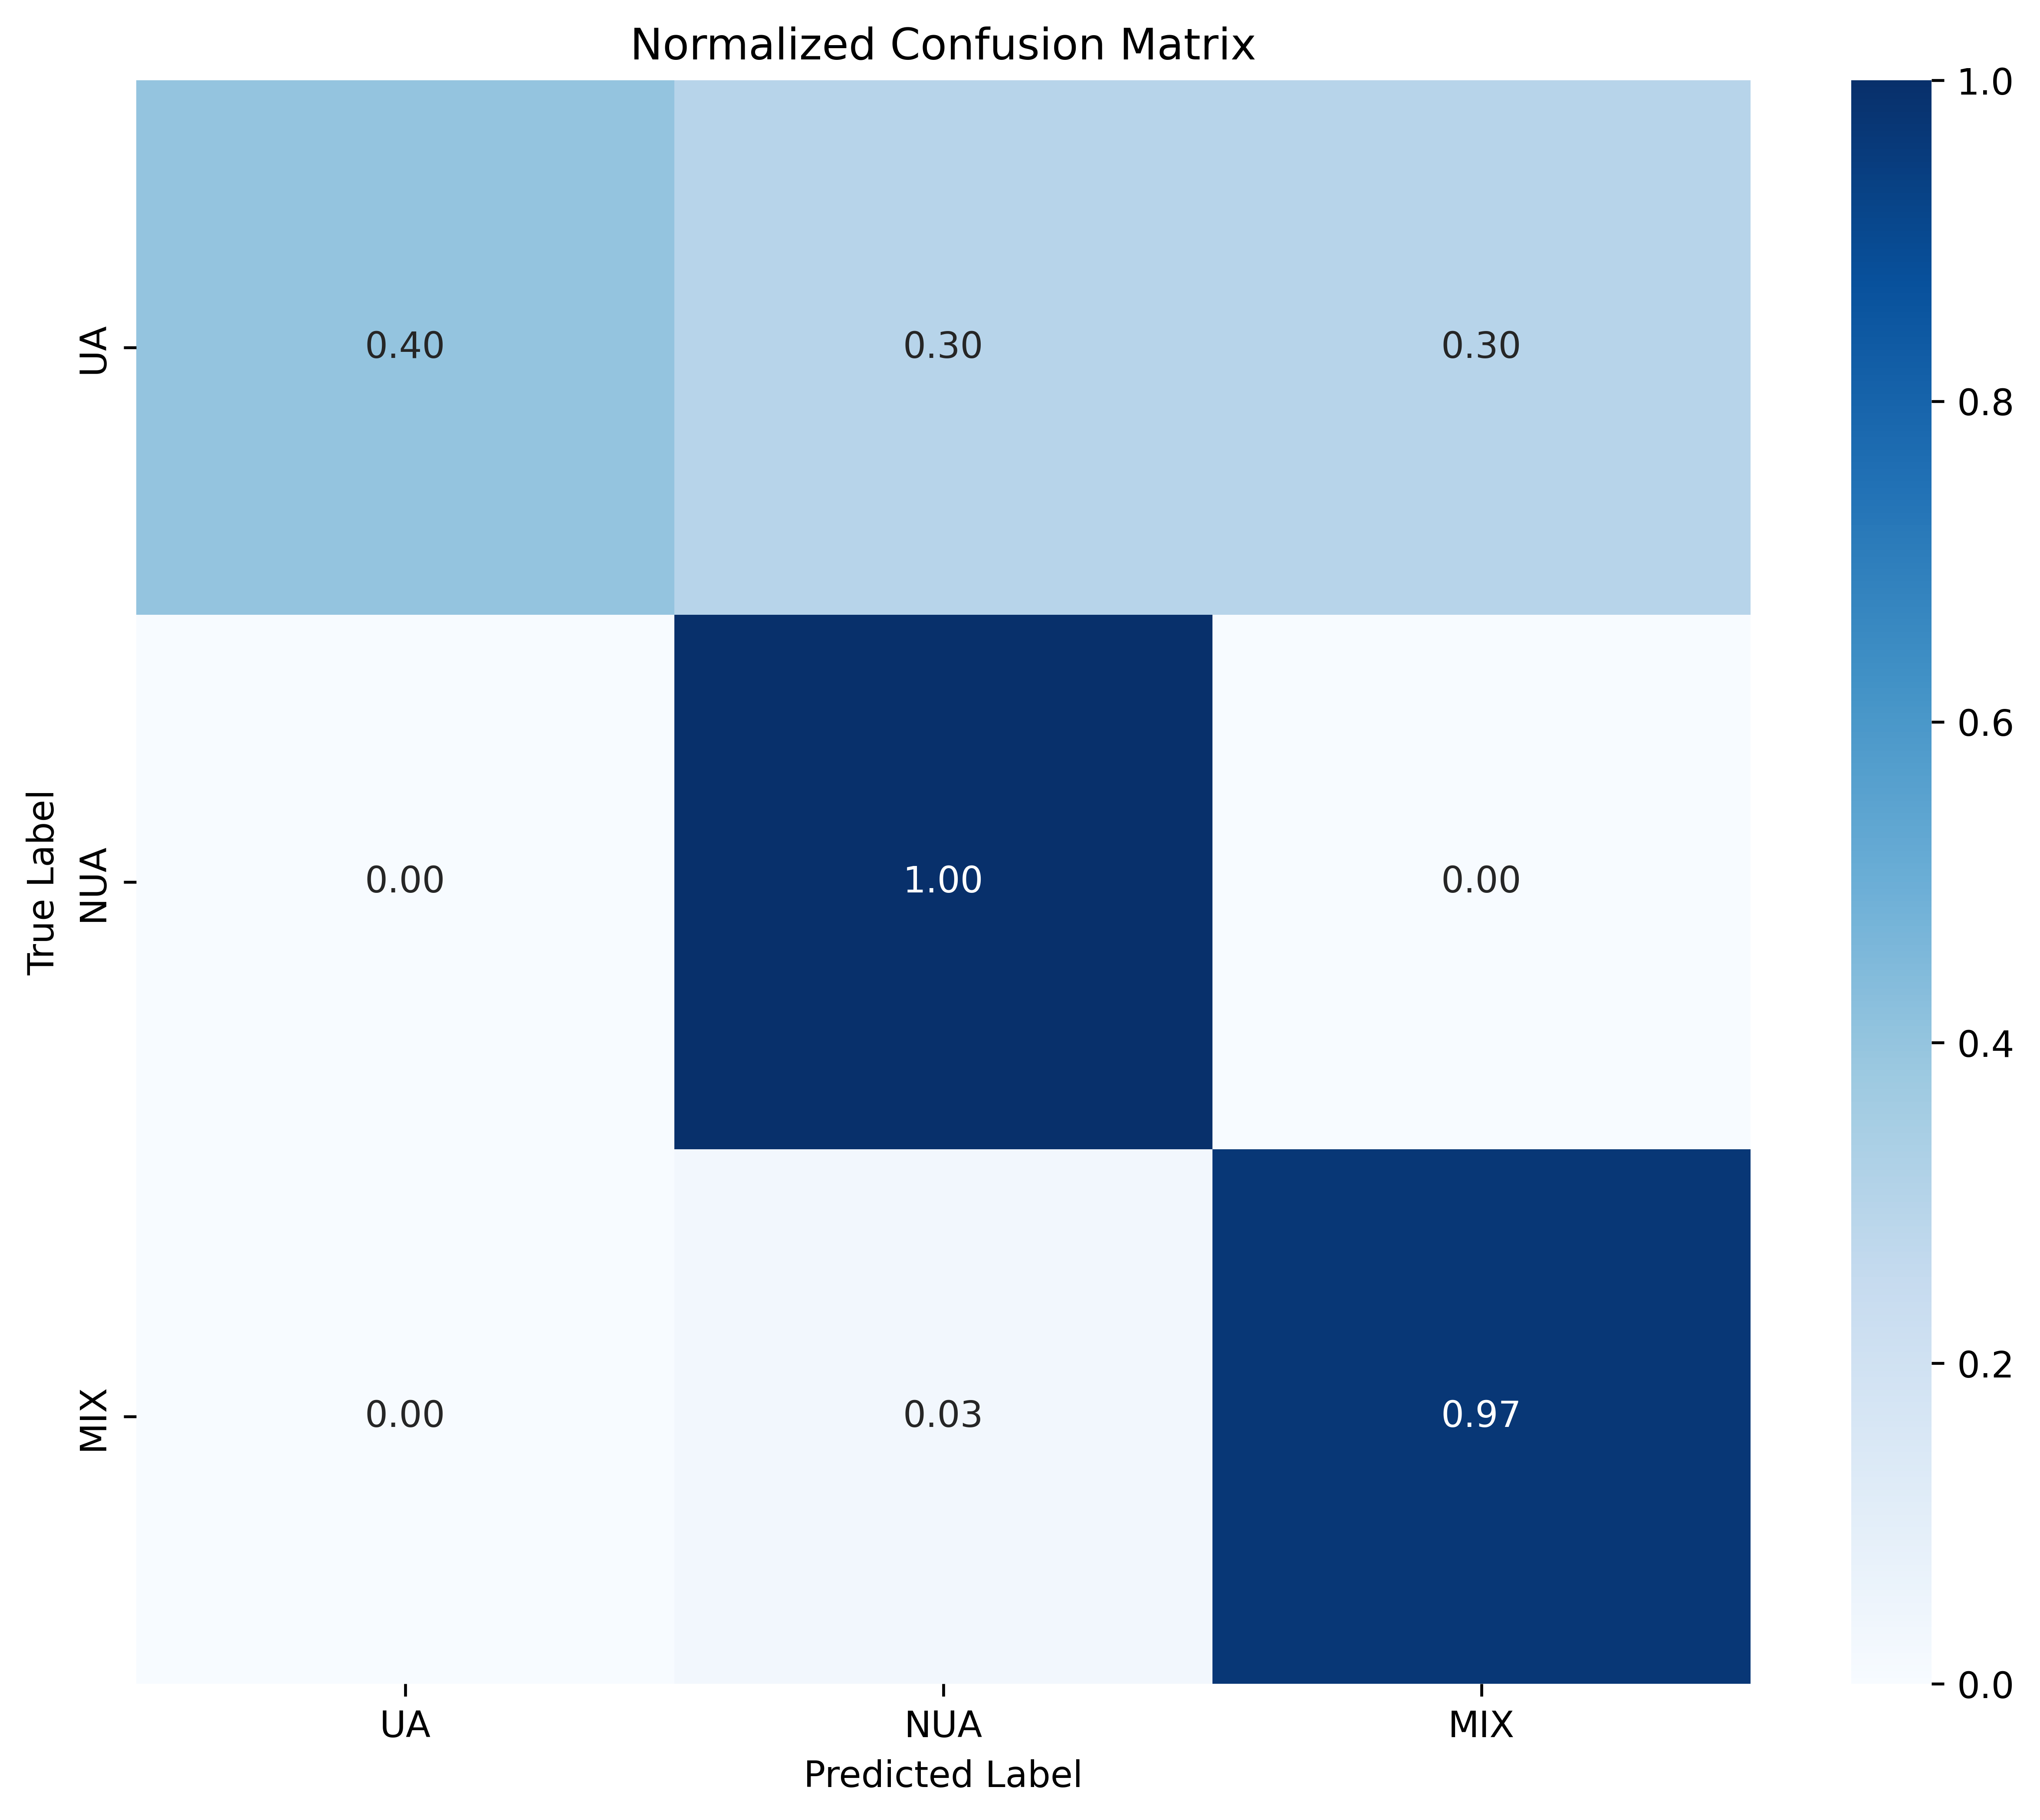 Normalized Confusion Matrix
1.0
0.8
0.6
0.4
0.2
0.0
True Label
UA
0.40
0.30
0.30
NUA
0.00
1.00
0.00
MIX
0.00
0.03
0.97
UA
NUA
MIX
Predicted Label